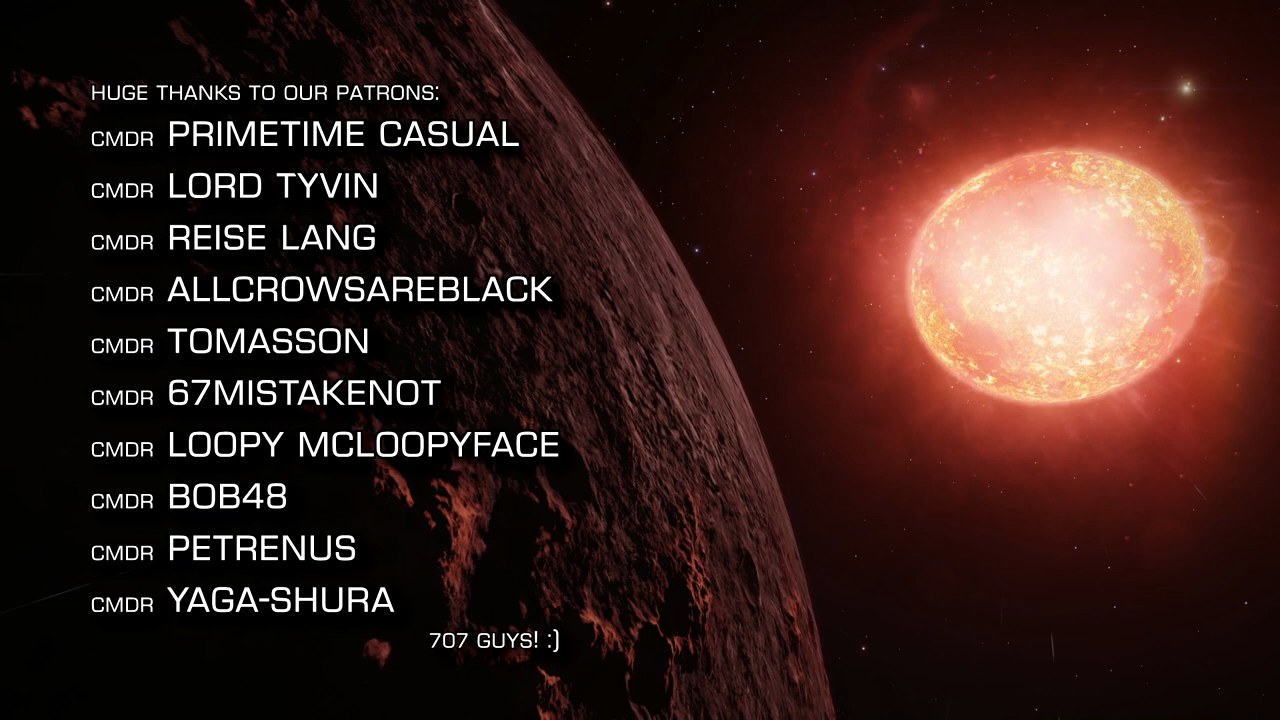 HUGE THANKS TO OUR PATRONS:
CMDR PRIMETIME CASUAL
CMDR LORD TYVIN
CMDR REISE LANG
CMDR ALLCROWSAREBLACK
CMDR TOMASSON
CMDR 67MISTAKENOT
CMDR LOOPY MCLOOPYFACE
CMDR BOB48
CMDR PETRENUS
CMDR YAGA-SHURA
707 GUYS! :)